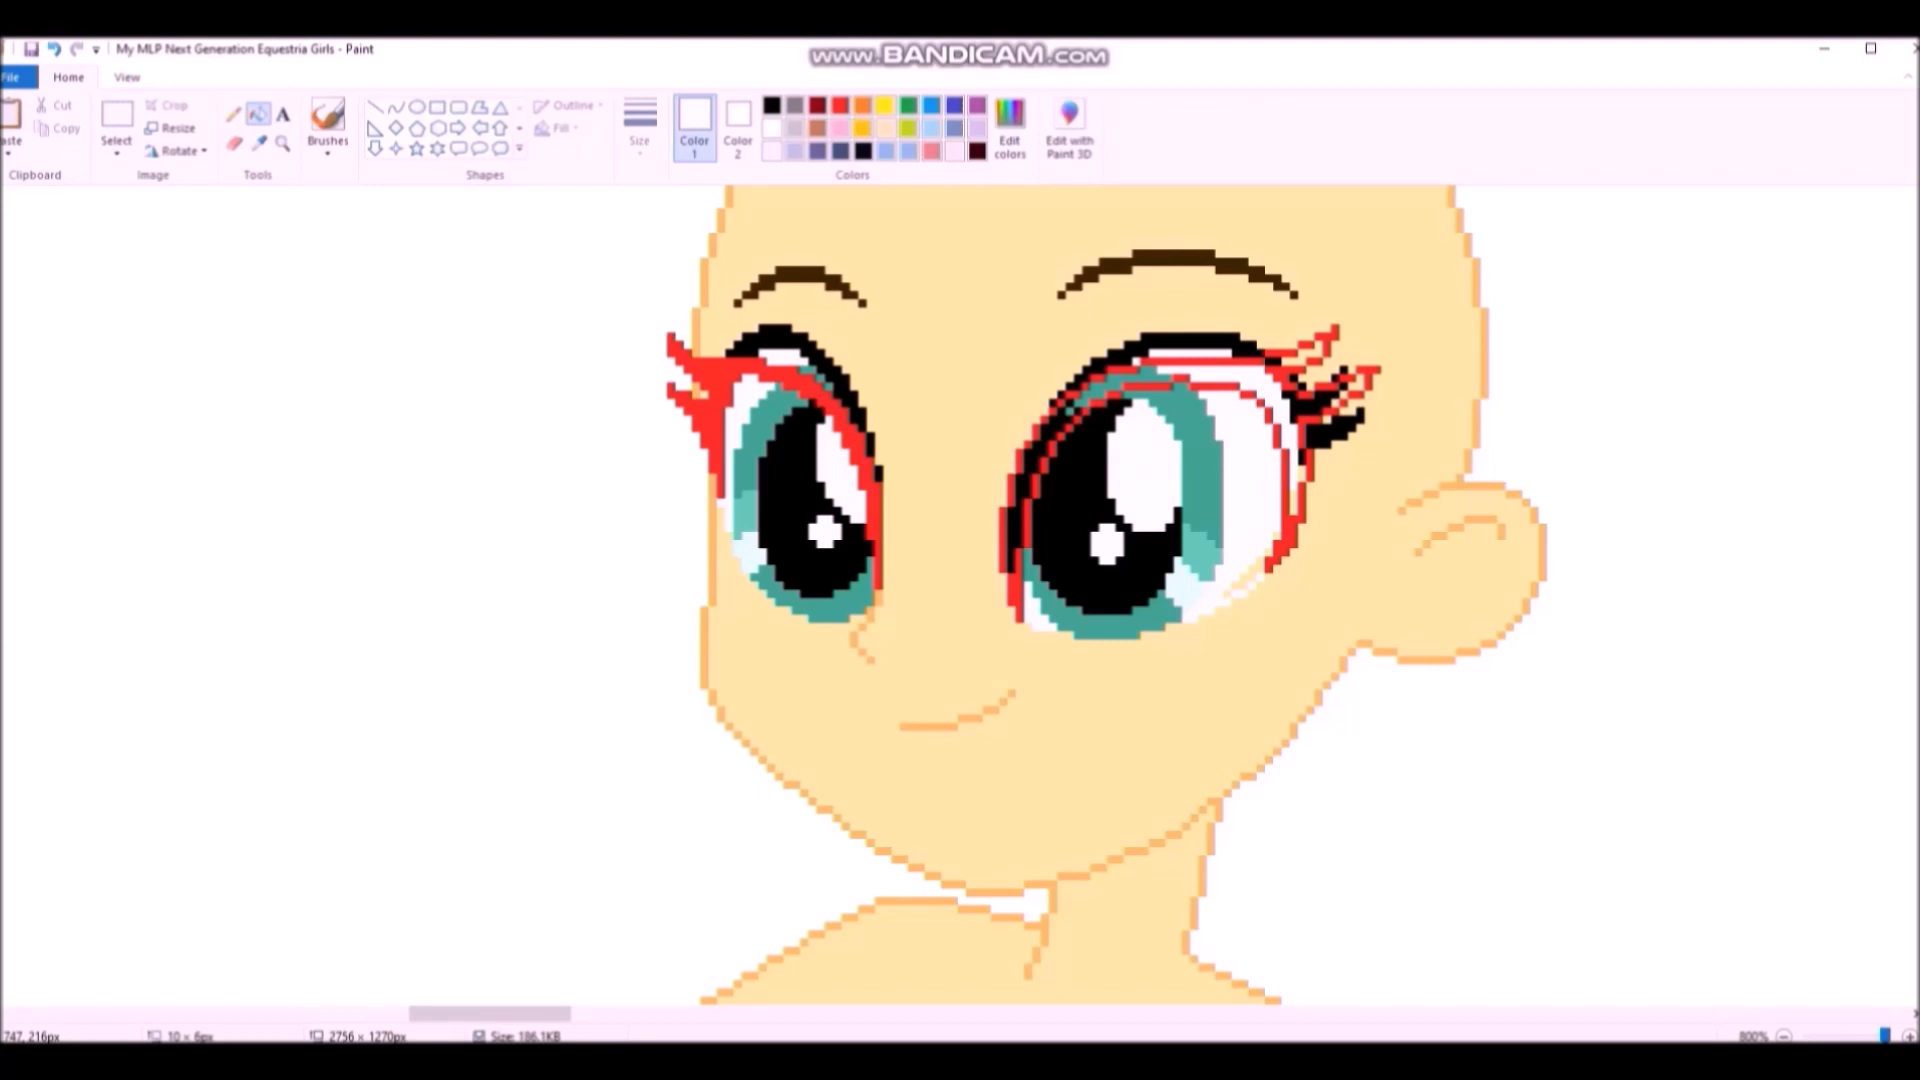 My MLP Next Generation Equestria Girls - Paint
www.BANDICAM.com
File Home View
Cut
Copy
Crop
Resize
Rotate
Select
Brushes
Outline
Fill
Size
Color 1
Color 2
Edit colors
Edit with Paint 3D
Clipboard
Image
Tools
Shapes
Colors
747, 216px
10 × 6px
2756 × 1270px
Size: 186.1KB
800%